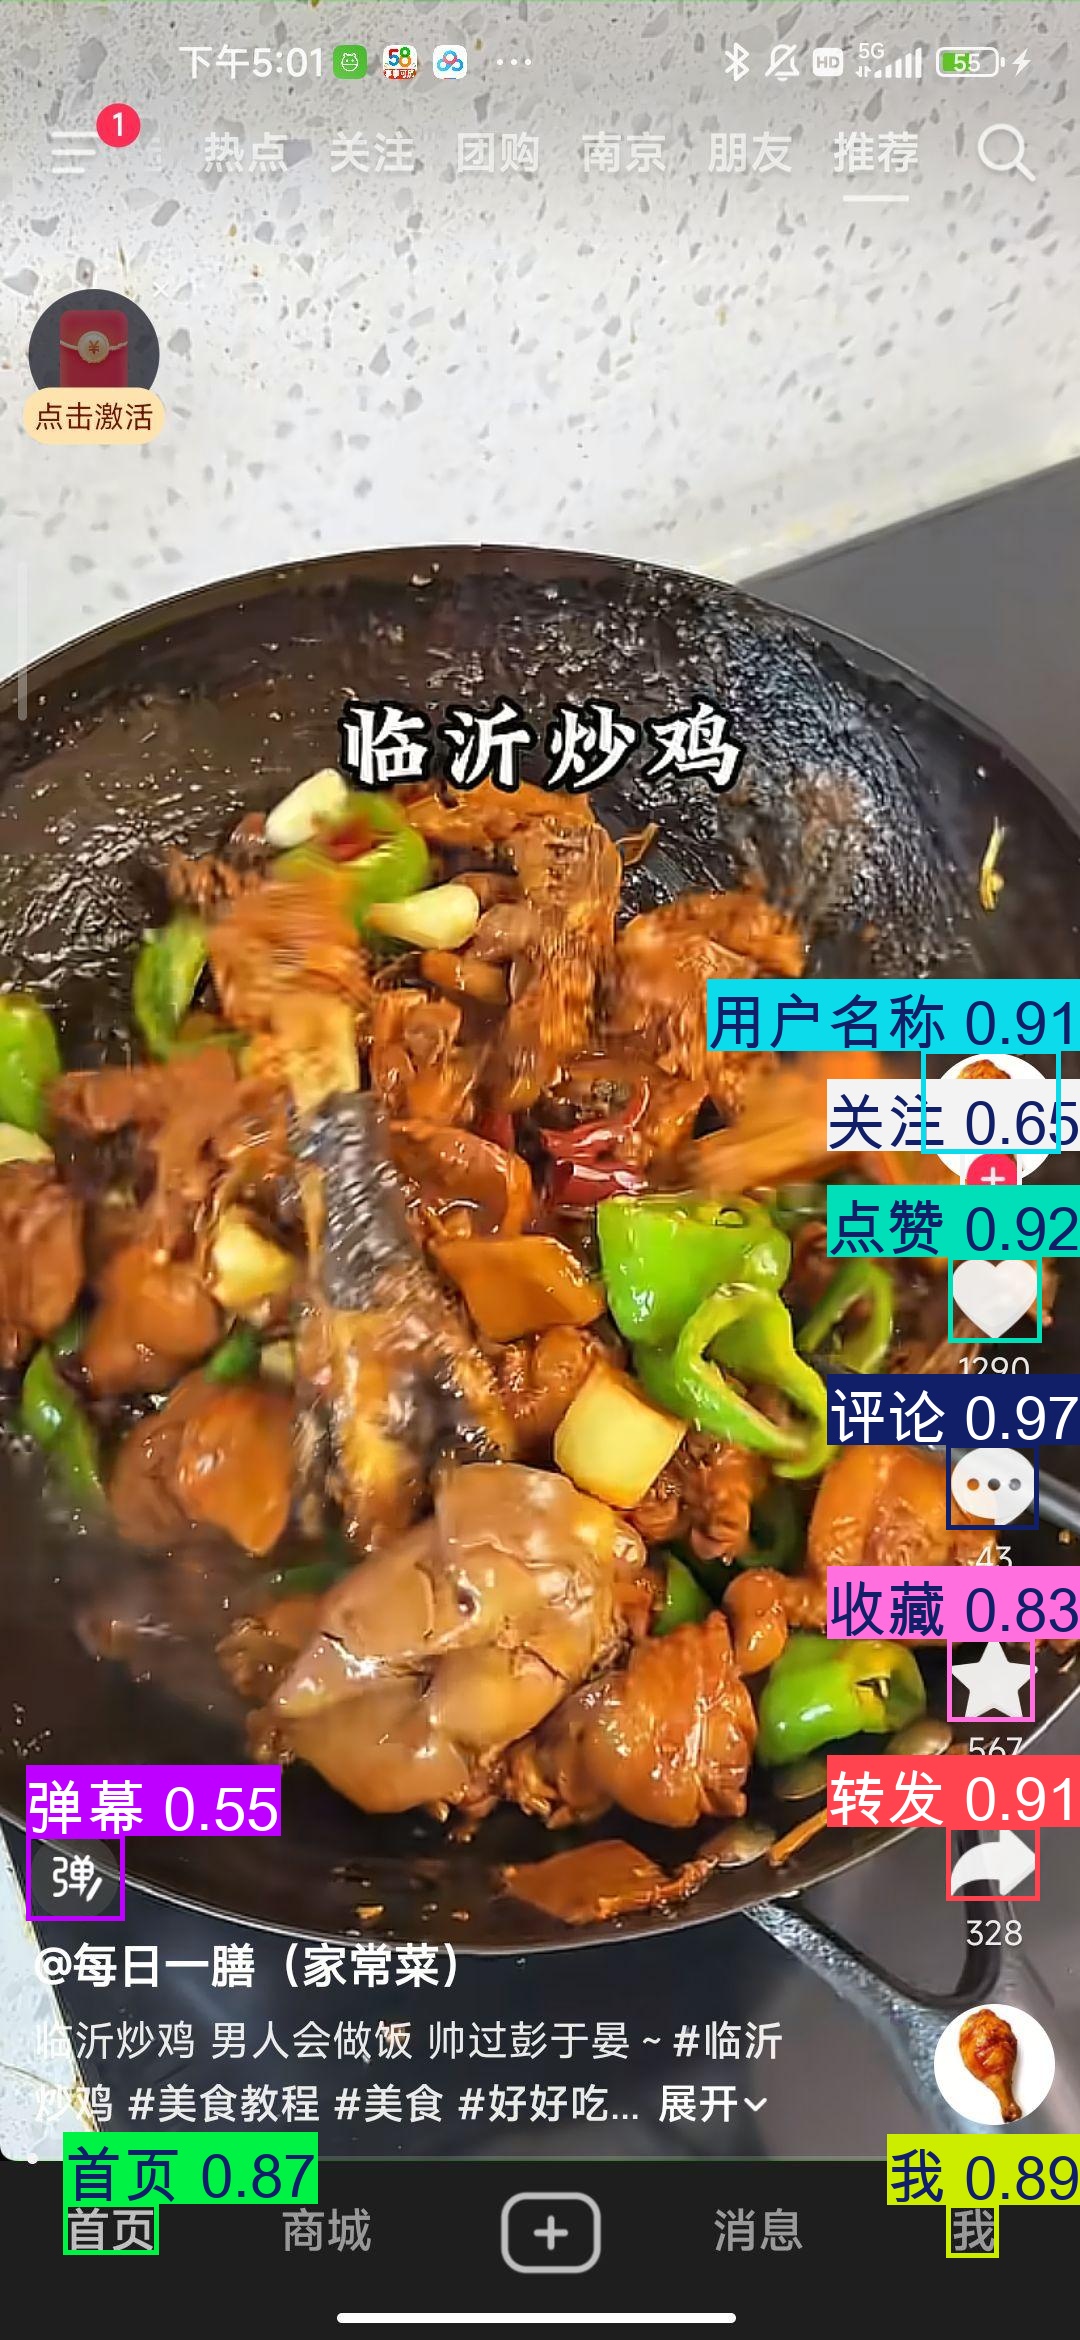 下午5:01
58
HD
5G
55
1
热点 关注 团购 南京 朋友 推荐
点击激活
临沂炒鸡
用户名称 0.91
关注 0.65
点赞 0.92
1290
评论 0.97
43
收藏 0.83
567
弹幕 0.55
弹
转发 0.91
328
@每日一膳（家常菜）
临沂炒鸡 男人会做饭 帅过彭于晏 ~ #临沂
炒鸡 #美食教程 #美食 #好好吃... 展开
首页 0.87
我 0.89
首页 商城 消息 我